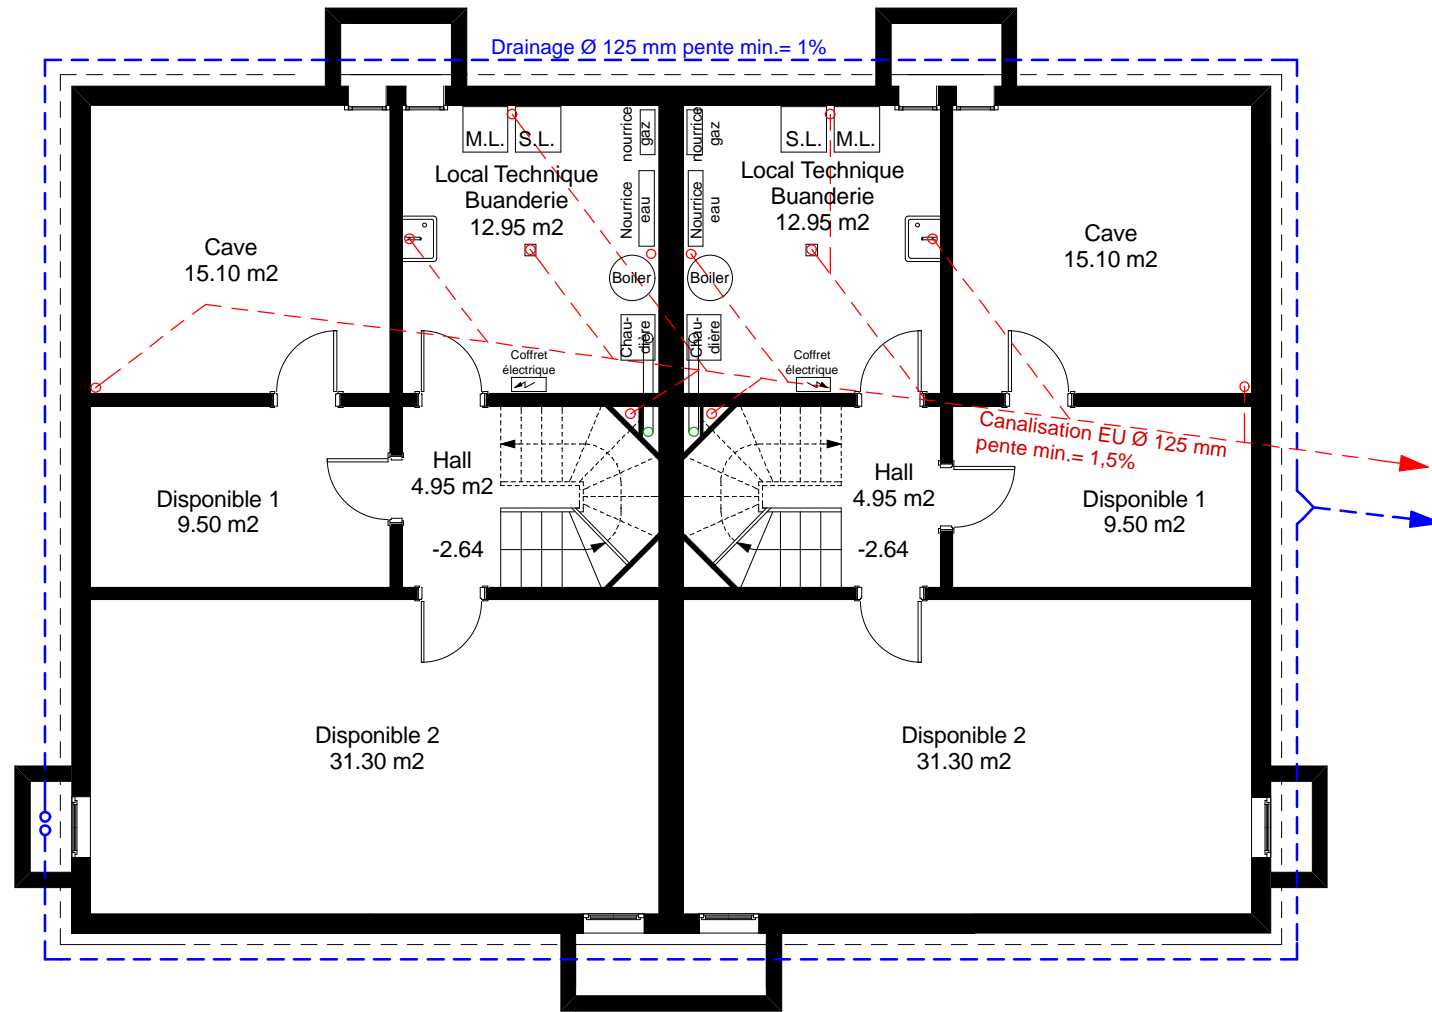 Drainage Ø 125 mm pente min.= 1%
M.L.
S.L.
nourrice
gaz
Local Technique
Buanderie
12.95 m2
Nourrice
eau
Boiler
Chau-
dière
Coffret
électrique
Cave
15.10 m2
nourrice
gaz
S.L.
M.L.
Local Technique
Buanderie
12.95 m2
Nourrice
eau
Boiler
Chau-
dière
Coffret
électrique
Cave
15.10 m2
Canalisation EU Ø 125 mm
pente min.= 1,5%
Disponible 1
9.50 m2
Hall
4.95 m2
-2.64
Hall
4.95 m2
-2.64
Disponible 1
9.50 m2
Disponible 2
31.30 m2
Disponible 2
31.30 m2